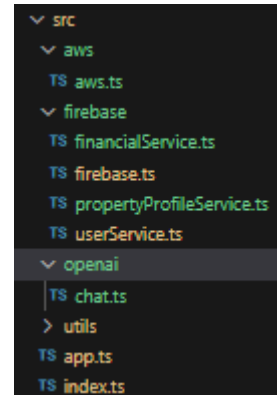 src
aws
TS aws.ts
firebase
TS financialService.ts
TS firebase.ts
TS propertyProfileService.ts
TS userService.ts
openai
TS chat.ts
utils
TS app.ts
TS index.ts